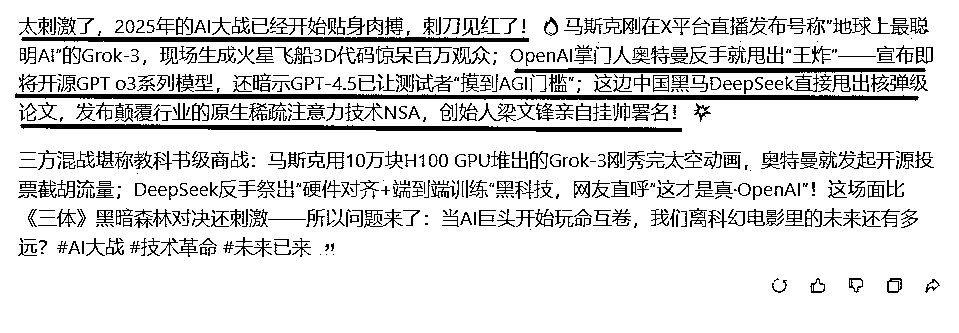 太刺激了，2025年的AI大战已经开始贴身肉搏，刺刀见红了！🔥马斯克刚在X平台直播发布号称"地球上最聪
明AI"的Grok-3，现场生成火星飞船3D代码惊呆百万观众；OpenAI掌门人奥特曼反手就甩出"王炸"——宣布即
将开源GPT o3系列模型，还暗示GPT-4.5已让测试者"摸到AGI门槛"；这边中国黑马DeepSeek直接甩出核弹级
论文，发布颠覆行业的原生稀疏注意力技术NSA，创始人梁文锋亲自挂帅署名！💥
三方混战堪称教科书级商战：马斯克用10万块H100 GPU堆出的Grok-3刚秀完太空动画，奥特曼就发起开源投
票截胡流量；DeepSeek反手祭出"硬件对齐+端到端训练"黑科技，网友直呼"这才是真·OpenAI"！这场面比
《三体》黑暗森林对决还刺激——所以问题来了：当AI巨头开始玩命互卷，我们离科幻电影里的未来还有多
远？#AI大战 #技术革命 #未来已来 „